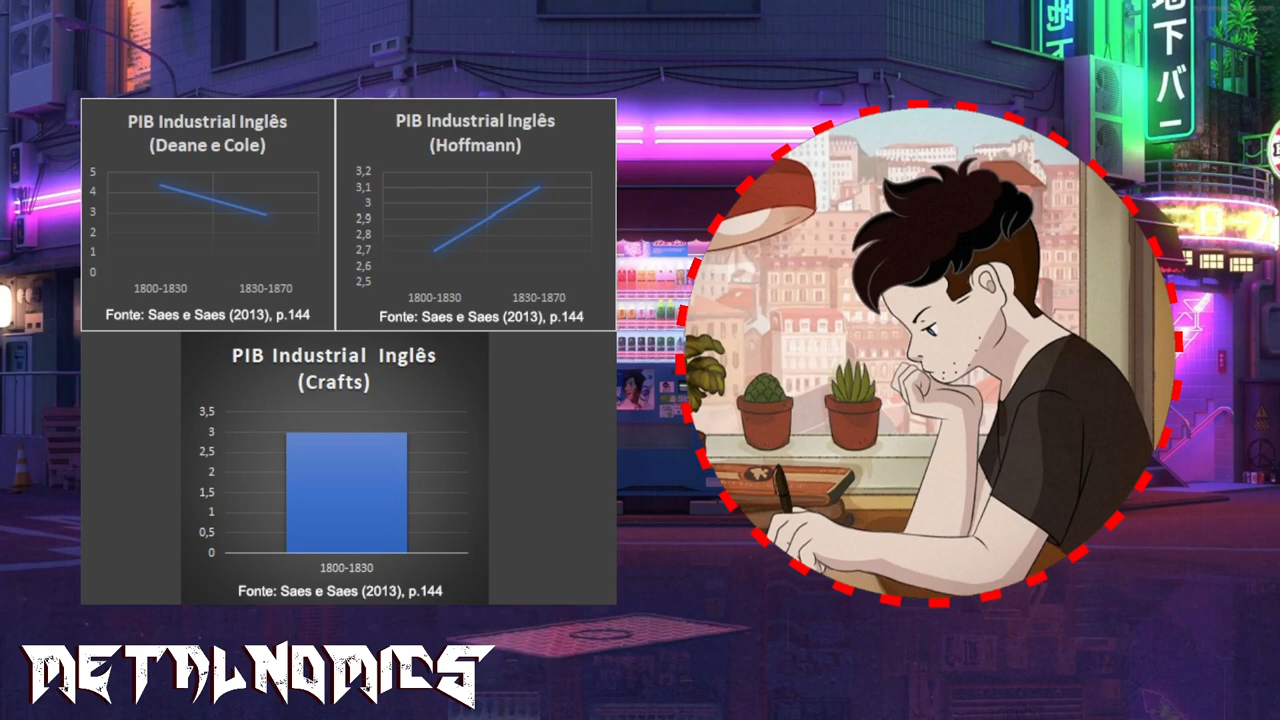 PIB Industrial Inglês
(Deane e Cole)
5
4
3
2
1
0
1800-1830
1830-1870
Fonte: Saes e Saes (2013), p.144
PIB Industrial Inglês
(Hoffmann)
3,2
3,1
3
2,9
2,8
2,7
2,6
2,5
1800-1830
1830-1870
Fonte: Saes e Saes (2013), p.144
PIB Industrial Inglês
(Crafts)
3,5
3
2,5
2
1,5
1
0,5
0
1800-1830
Fonte: Saes e Saes (2013), p.144
地下バー
METALNOMICS